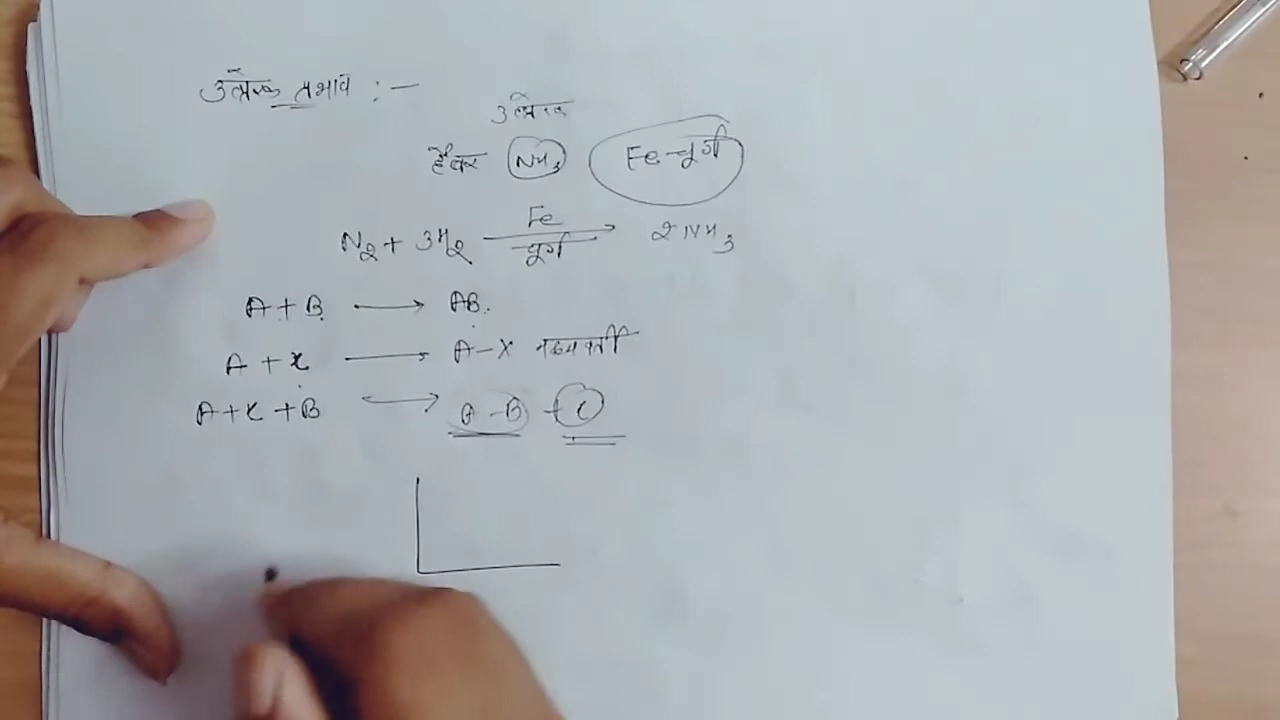 उत्प्रेरक प्रभाव :-
उत्प्रेरक
हैबर NH3 Fe-चूर्ण
N2 + 3H2 Fe चूर्ण → 2NH3
A + B → AB.
A + x → A-X मध्यवर्ती
A + x + B → A-B + x